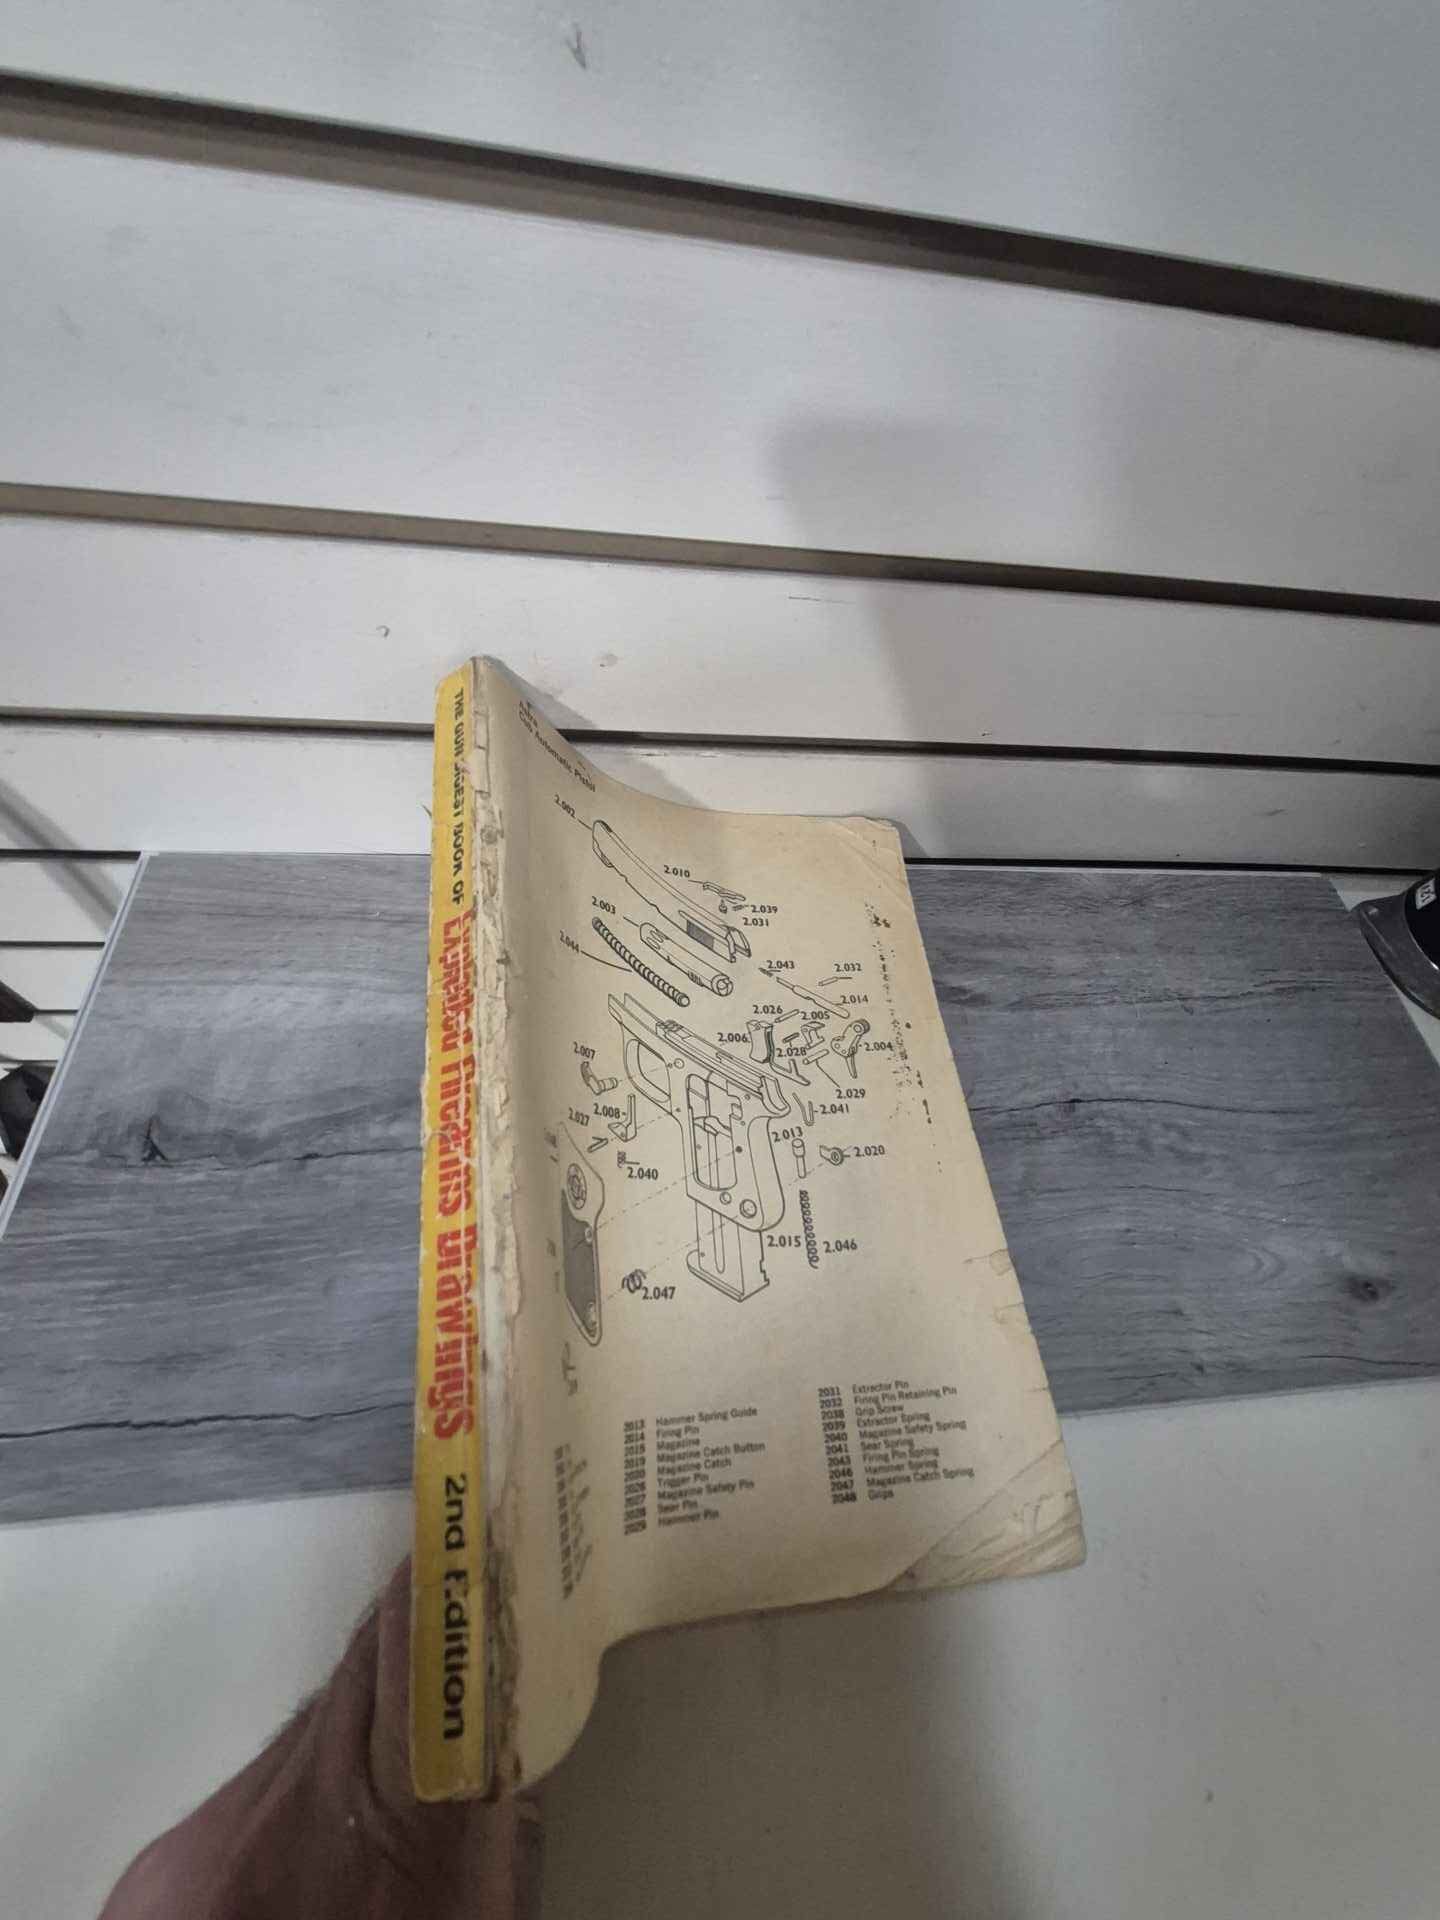 THE GUN DIGEST BOOK OF Exploded Firearms Drawings 2nd Edition
Astra
Cub Automatic Pistol
2.002
2.010
2.039
2.031
2.003
2.044
2.043
2.032
2.014
2.026
2.005
2.006
2.028
2.004
2.007
2.029
2.008
2.041
2.027
2.013
2.020
2.040
2.015
2.046
2.047
2013 Hammer Spring Guide
2014 Firing Pin
2015 Magazine
2019 Magazine Catch Button
2020 Magazine Catch
2026 Trigger Pin
2027 Magazine Safety Pin
2028 Sear Pin
2029 Hammer Pin
2031 Extractor Pin
2032 Firing Pin Retaining Pin
2038 Grip Screw
2039 Extractor Spring
2040 Magazine Safety Spring
2041 Sear Spring
2043 Firing Pin Spring
2046 Hammer Spring
2047 Magazine Catch Spring
2048 Grips